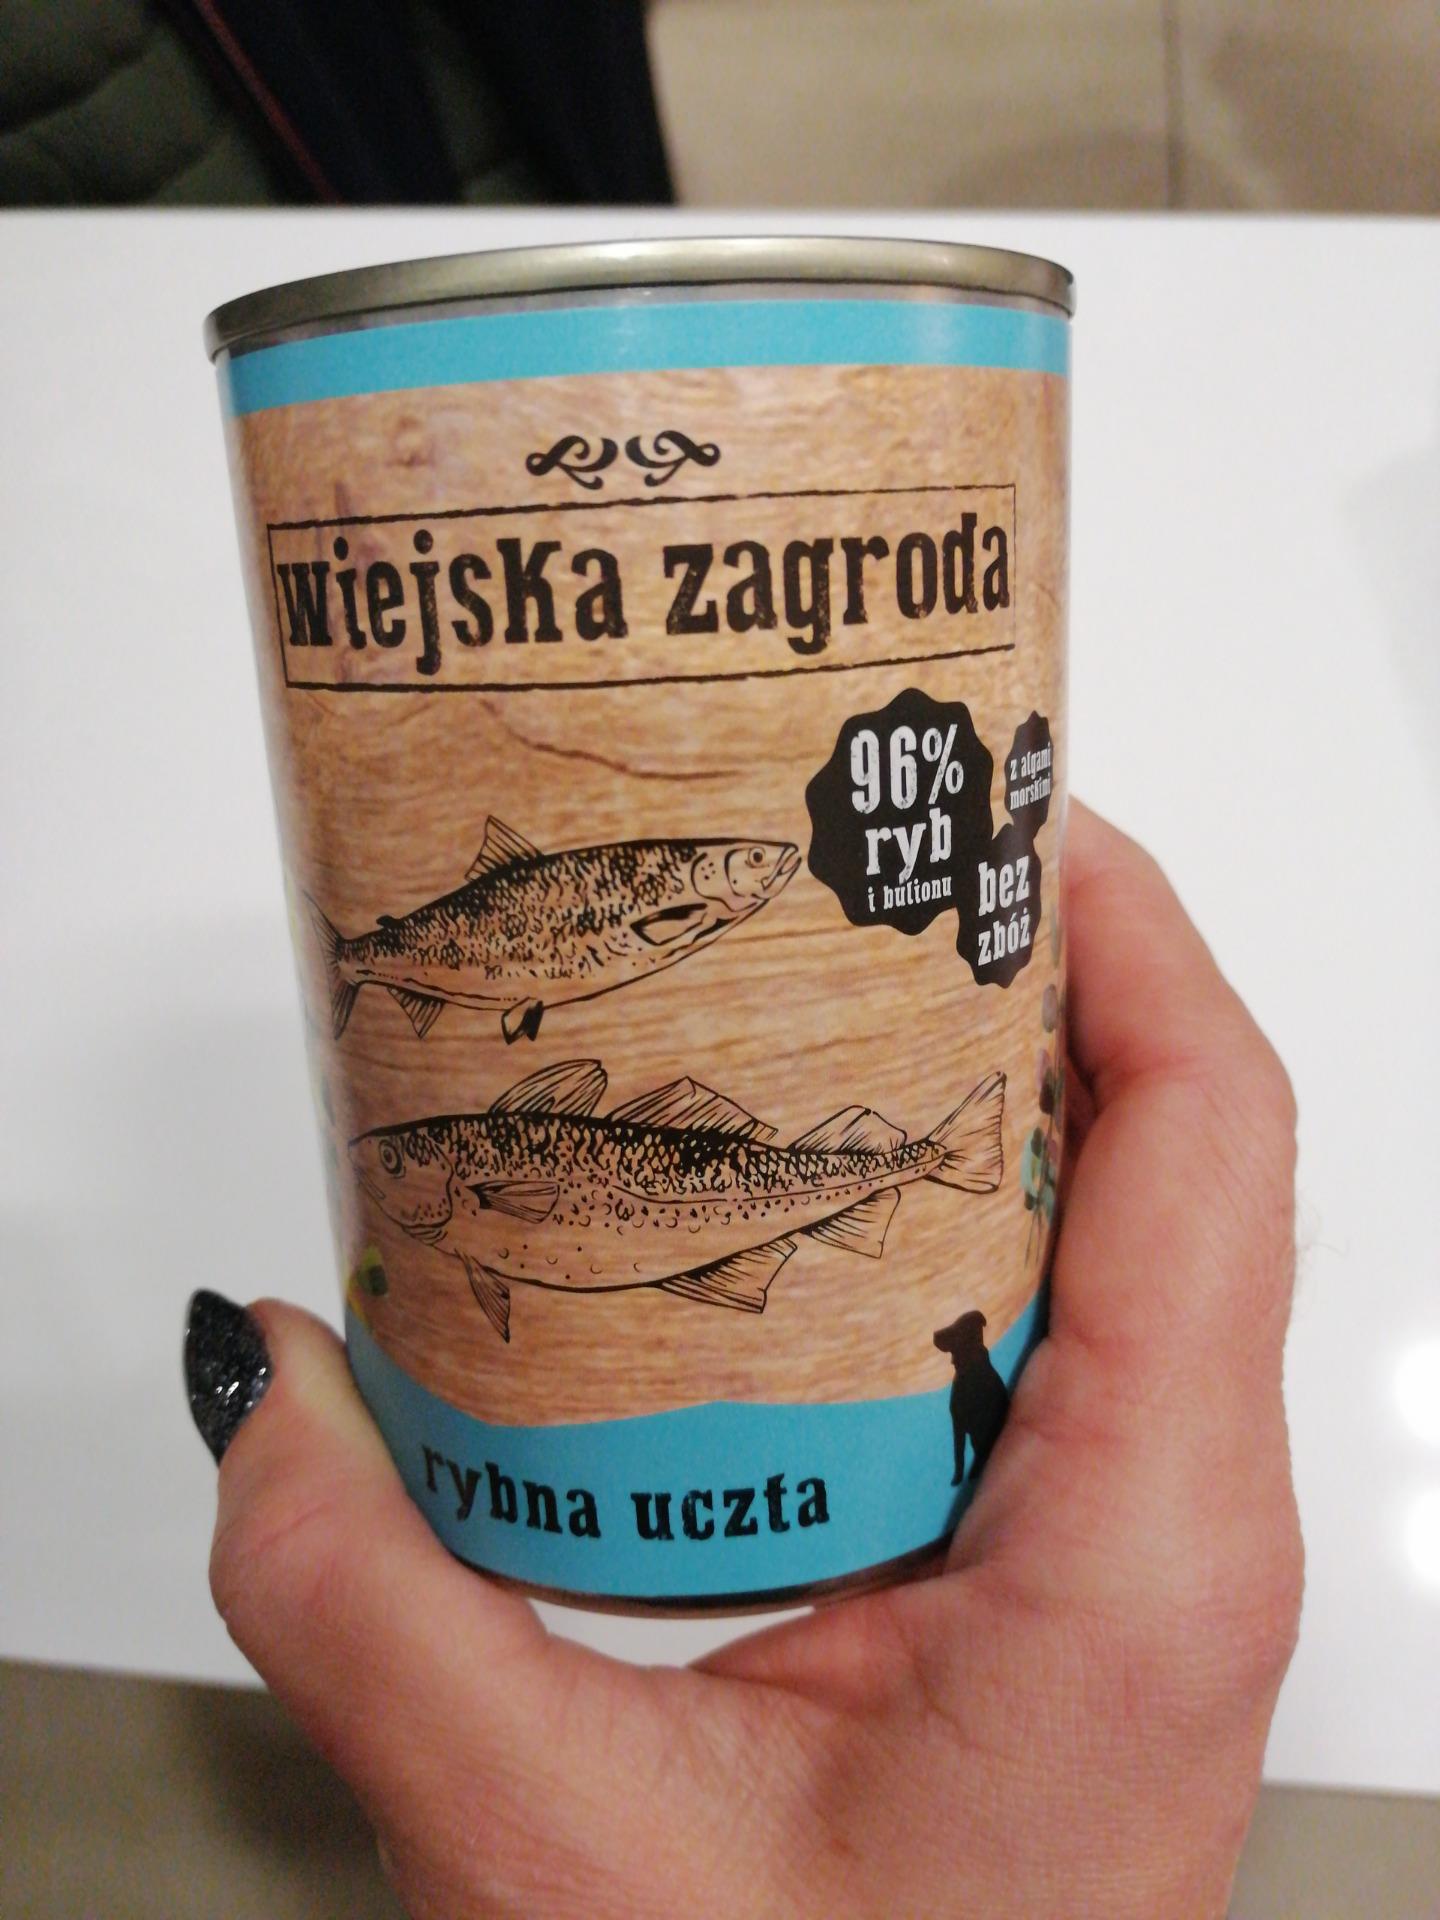 wiejska zagroda
96%
ryb
i bulionu
z algami
morskimi
bez
zbóż
rybna uczta